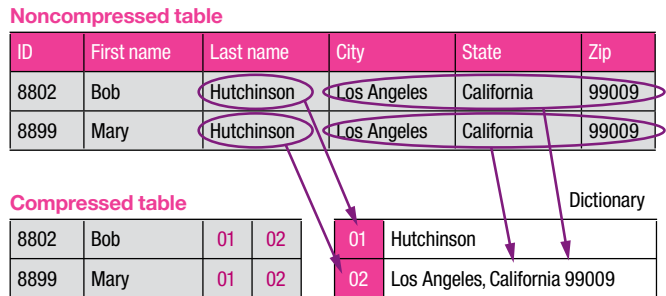 Noncompressed table
ID First name Last name City State Zip
8802 Bob Hutchinson Los Angeles California 99009
8899 Mary Hutchinson Los Angeles California 99009
Compressed table
Dictionary
8802 Bob 01 02 01 Hutchinson
8899 Mary 01 02 02 Los Angeles, California 99009